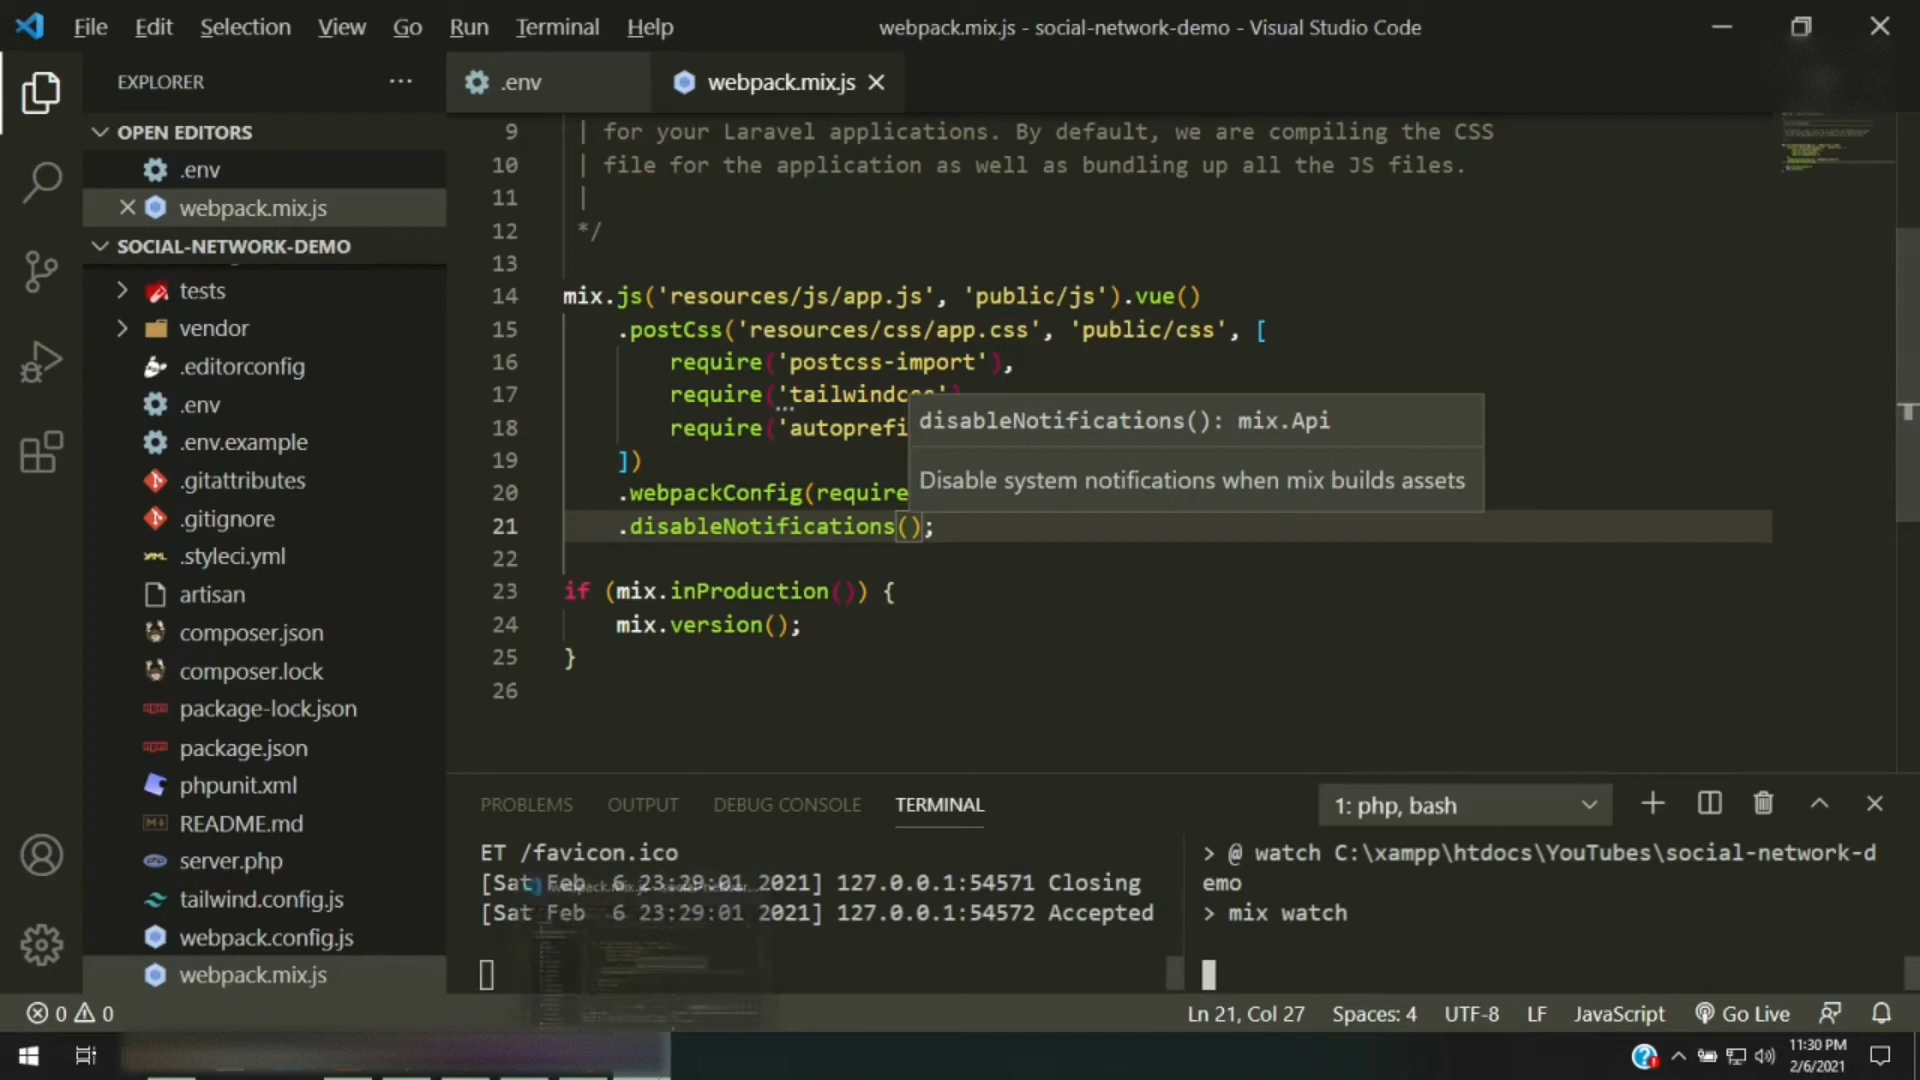 File Edit Selection View Go Run Terminal Help
webpack.mix.js - social-network-demo - Visual Studio Code
EXPLORER ···
.env
webpack.mix.js
OPEN EDITORS
.env
webpack.mix.js
SOCIAL-NETWORK-DEMO
tests
vendor
.editorconfig
.env
.env.example
.gitattributes
.gitignore
.styleci.yml
artisan
composer.json
composer.lock
package-lock.json
package.json
phpunit.xml
README.md
server.php
tailwind.config.js
webpack.config.js
webpack.mix.js
9 | for your Laravel applications. By default, we are compiling the CSS
10 | file for the application as well as bundling up all the JS files.
11 |
12 */
13
14 mix.js('resources/js/app.js', 'public/js').vue()
15 .postCss('resources/css/app.css', 'public/css', [
16 require('postcss-import'),
17 require('tailwindcss')
18 require('autoprefi
19 ])
20 .webpackConfig(require
21 .disableNotifications();
22
23 if (mix.inProduction()) {
24 mix.version();
25 }
26
disableNotifications(): mix.Api
Disable system notifications when mix builds assets
PROBLEMS OUTPUT DEBUG CONSOLE TERMINAL
1: php, bash
ET /favicon.ico
[Sat Feb 6 23:29:01 2021] 127.0.0.1:54571 Closing
[Sat Feb 6 23:29:01 2021] 127.0.0.1:54572 Accepted
> @ watch C:\xampp\htdocs\YouTubes\social-network-d
emo
> mix watch
0 0
Ln 21, Col 27 Spaces: 4 UTF-8 LF JavaScript Go Live
11:30 PM
2/6/2021